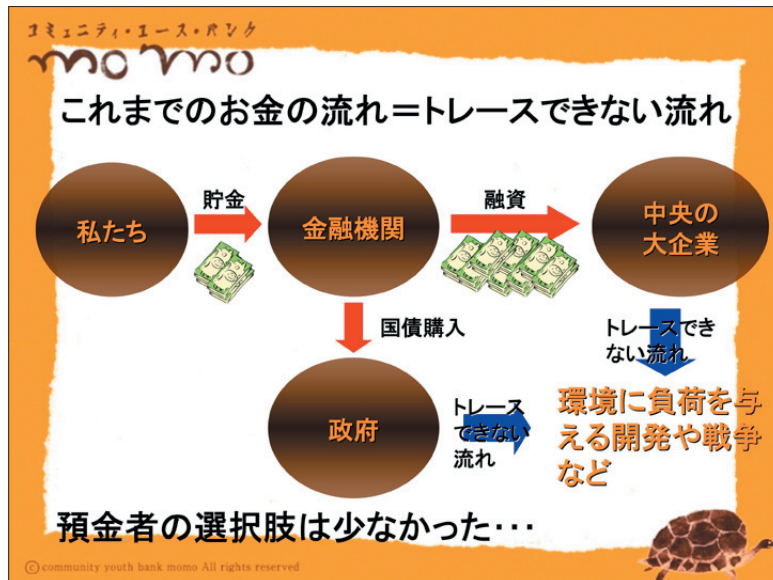 コミュニティ・ユース・バンク
momo
これまでのお金の流れ＝トレースできない流れ
私たち
貯金
金融機関
融資
中央の
大企業
国債購入
トレースでき
ない流れ
政府
トレース
できない
流れ
環境に負荷を与
える開発や戦争
など
預金者の選択肢は少なかった・・・
©community youth bank momo All rights reserved